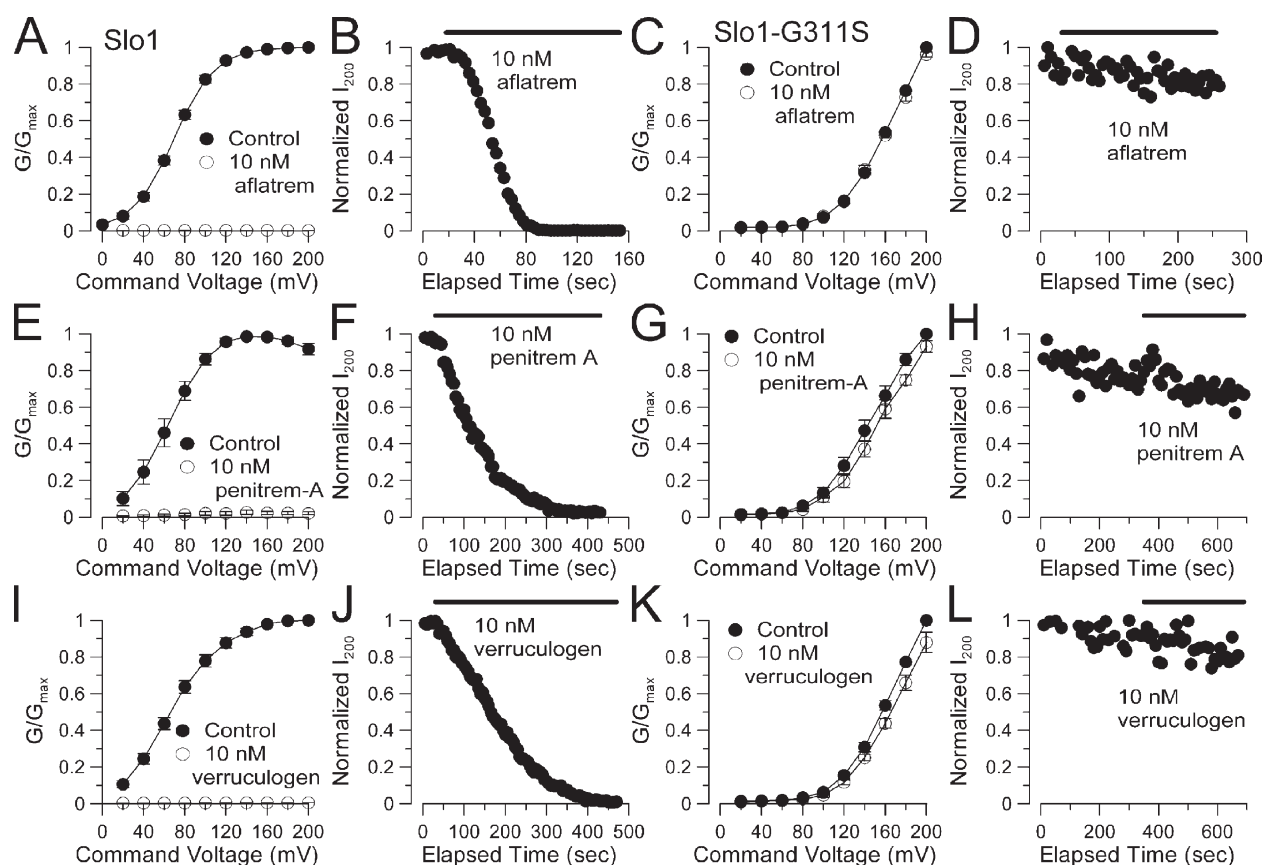 A
Slo1
G/Gmax
1
0.8
0.6
0.4
0.2
0
Control
10 nM
aflatrem
0 40 80 120 160 200
Command Voltage (mV)
B
Normalized I200
1
0.8
0.6
0.4
0.2
0
10 nM
aflatrem
0 40 80 120 160
Elapsed Time (sec)
C
Slo1-G311S
G/Gmax
1
0.8
0.6
0.4
0.2
0
Control
10 nM
aflatrem
0 40 80 120 160 200
Command Voltage (mV)
D
Normalized I200
1
0.8
0.6
0.4
0.2
0
10 nM
aflatrem
0 100 200 300
Elapsed Time (sec)
E
G/Gmax
1
0.8
0.6
0.4
0.2
0
Control
10 nM
penitrem-A
0 40 80 120 160 200
Command Voltage (mV)
F
Normalized I200
1
0.8
0.6
0.4
0.2
0
10 nM
penitrem A
0 100 200 300 400 500
Elapsed Time (sec)
G
G/Gmax
1
0.8
0.6
0.4
0.2
0
Control
10 nM
penitrem-A
0 40 80 120 160 200
Command Voltage (mV)
H
Normalized I200
1
0.8
0.6
0.4
0.2
0
10 nM
penitrem A
0 200 400 600
Elapsed Time (sec)
I
G/Gmax
1
0.8
0.6
0.4
0.2
0
Control
10 nM
verruculogen
0 40 80 120 160 200
Command Voltage (mV)
J
Normalized I200
1
0.8
0.6
0.4
0.2
0
10 nM
verruculogen
0 100 200 300 400 500
Elapsed Time (sec)
K
G/Gmax
1
0.8
0.6
0.4
0.2
0
Control
10 nM
verruculogen
0 40 80 120 160 200
Command Voltage (mV)
L
Normalized I200
1
0.8
0.6
0.4
0.2
0
10 nM
verruculogen
0 200 400 600
Elapsed Time (sec)